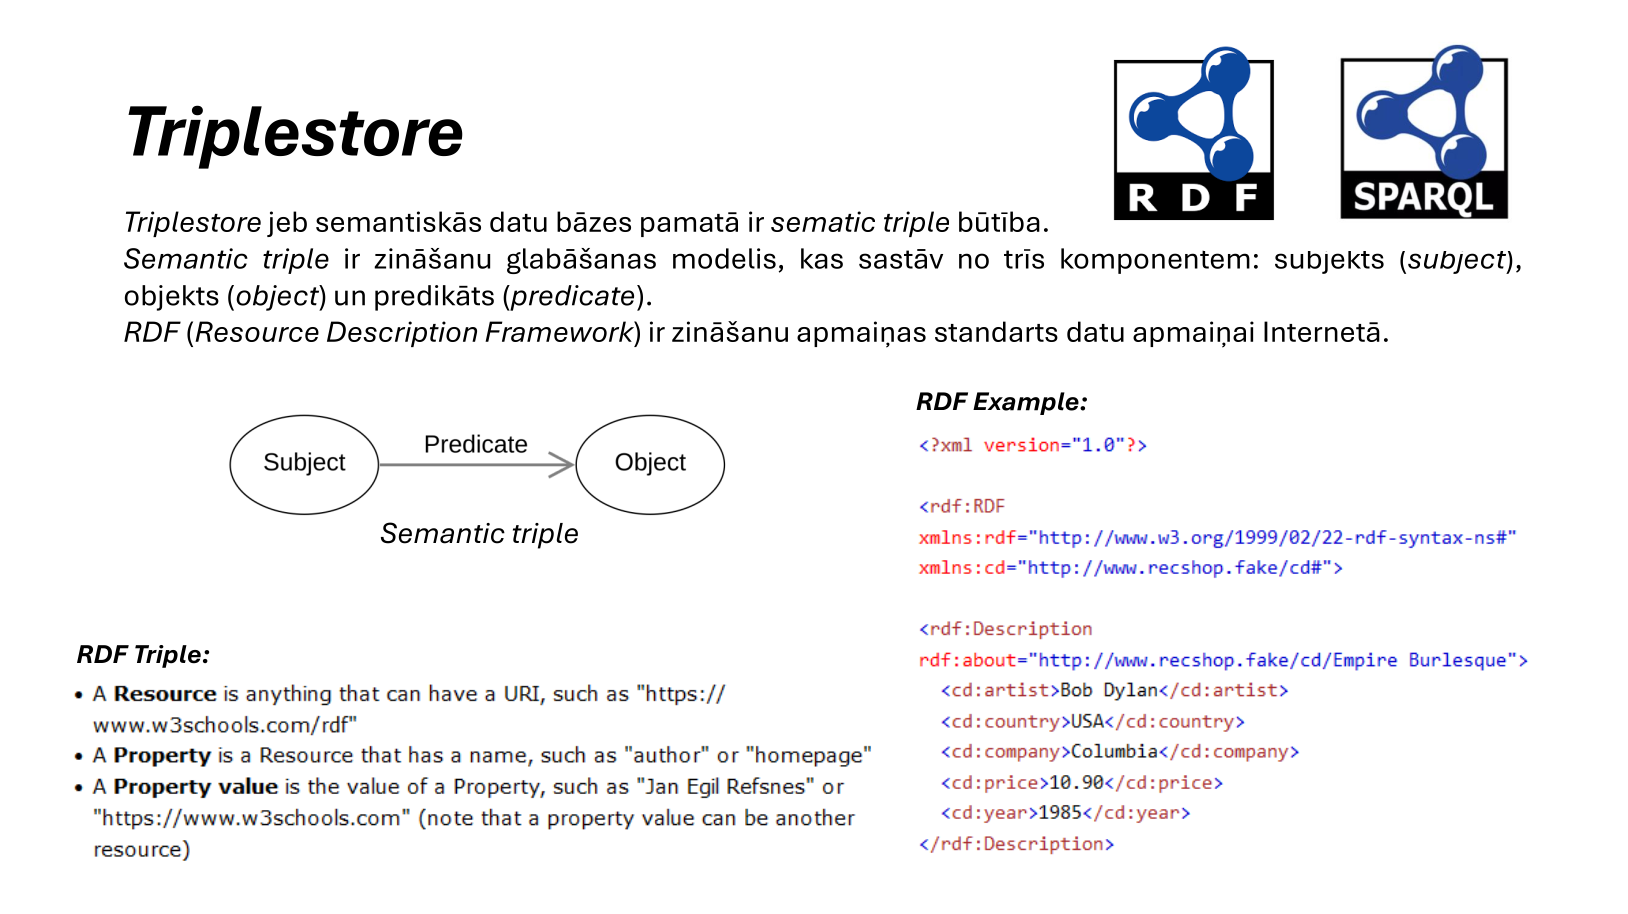 Triplestore
R D F
SPARQL
Triplestore jeb semantiskās datu bāzes pamatā ir sematic triple būtība.
Semantic triple ir zināšanu glabāšanas modelis, kas sastāv no trīs komponentem: subjekts (subject),
objekts (object) un predikāts (predicate).
RDF (Resource Description Framework) ir zināšanu apmaiņas standarts datu apmaiņai Internetā.
Subject
Predicate
Object
Semantic triple
RDF Triple:
• A Resource is anything that can have a URI, such as "https://
www.w3schools.com/rdf"
• A Property is a Resource that has a name, such as "author" or "homepage"
• A Property value is the value of a Property, such as "Jan Egil Refsnes" or
"https://www.w3schools.com" (note that a property value can be another
resource)
RDF Example:
<?xml version="1.0"?>
<rdf:RDF
xmlns:rdf="http://www.w3.org/1999/02/22-rdf-syntax-ns#"
xmlns:cd="http://www.recshop.fake/cd#">
<rdf:Description
rdf:about="http://www.recshop.fake/cd/Empire Burlesque">
<cd:artist>Bob Dylan</cd:artist>
<cd:country>USA</cd:country>
<cd:company>Columbia</cd:company>
<cd:price>10.90</cd:price>
<cd:year>1985</cd:year>
</rdf:Description>